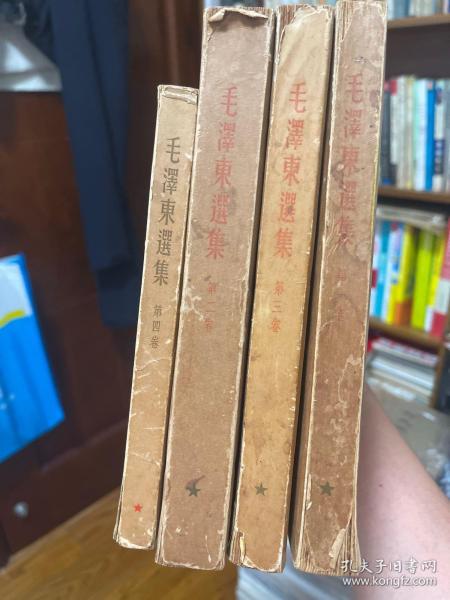 毛澤東選集
第四卷
毛澤東選集
第二卷
毛澤東選集
第三卷
毛澤東選集
孔夫子旧书网
www.kongfz.com